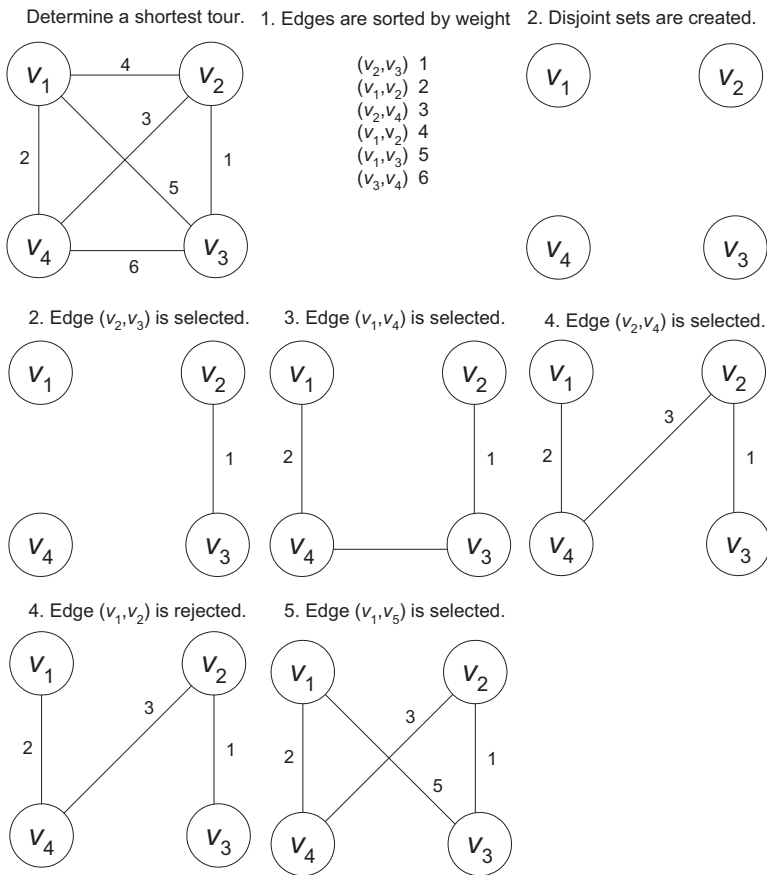 Determine a shortest tour.
1. Edges are sorted by weight
2. Disjoint sets are created.
v1
4
v2
3
2
1
5
v4
6
v3
(v2,v3) 1
(v1,v2) 2
(v2,v4) 3
(v1,v2) 4
(v1,v3) 5
(v3,v4) 6
v1
v2
v4
v3
2. Edge (v2,v3) is selected.
3. Edge (v1,v4) is selected.
4. Edge (v2,v4) is selected.
v1
v2
1
v4
v3
v1
v2
2
1
v4
v3
v1
v2
3
2
1
v4
v3
4. Edge (v1,v2) is rejected.
5. Edge (v1,v5) is selected.
v1
v2
3
2
1
v4
v3
v1
v2
3
2
1
5
v4
v3